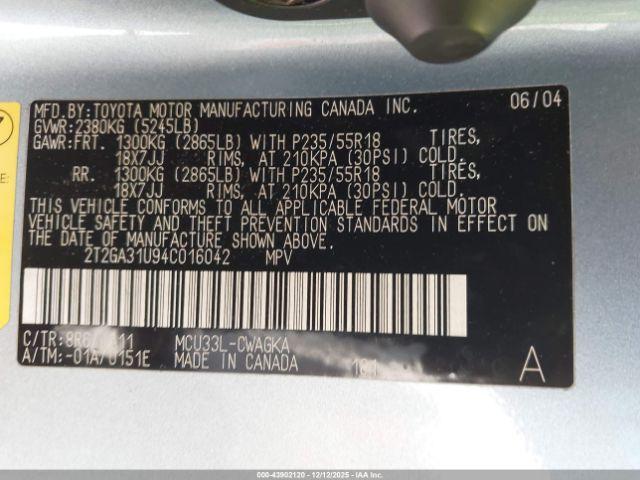 MFD.BY:TOYOTA MOTOR MANUFACTURING CANADA INC. 06/04
GVWR:2380KG (5245LB)
GAWR:FRT. 1300KG (2865LB) WITH P235/55R18 TIRES,
18X7JJ RIMS, AT 210KPA (30PSI) COLD.
RR. 1300KG (2865LB) WITH P235/55R18 TIRES,
18X7JJ RIMS, AT 210KPA (30PSI) COLD.
THIS VEHICLE CONFORMS TO ALL APPLICABLE FEDERAL MOTOR
VEHICLE SAFETY AND THEFT PREVENTION STANDARDS IN EFFECT ON
THE DATE OF MANUFACTURE SHOWN ABOVE.
2T2GA31U94C016042 MPV
C/TR: MCU33L-CWAGKA
A/TM:-01A/ MADE IN CANADA
A
E:
000-43902120 - 12/12/2025 - IAAI